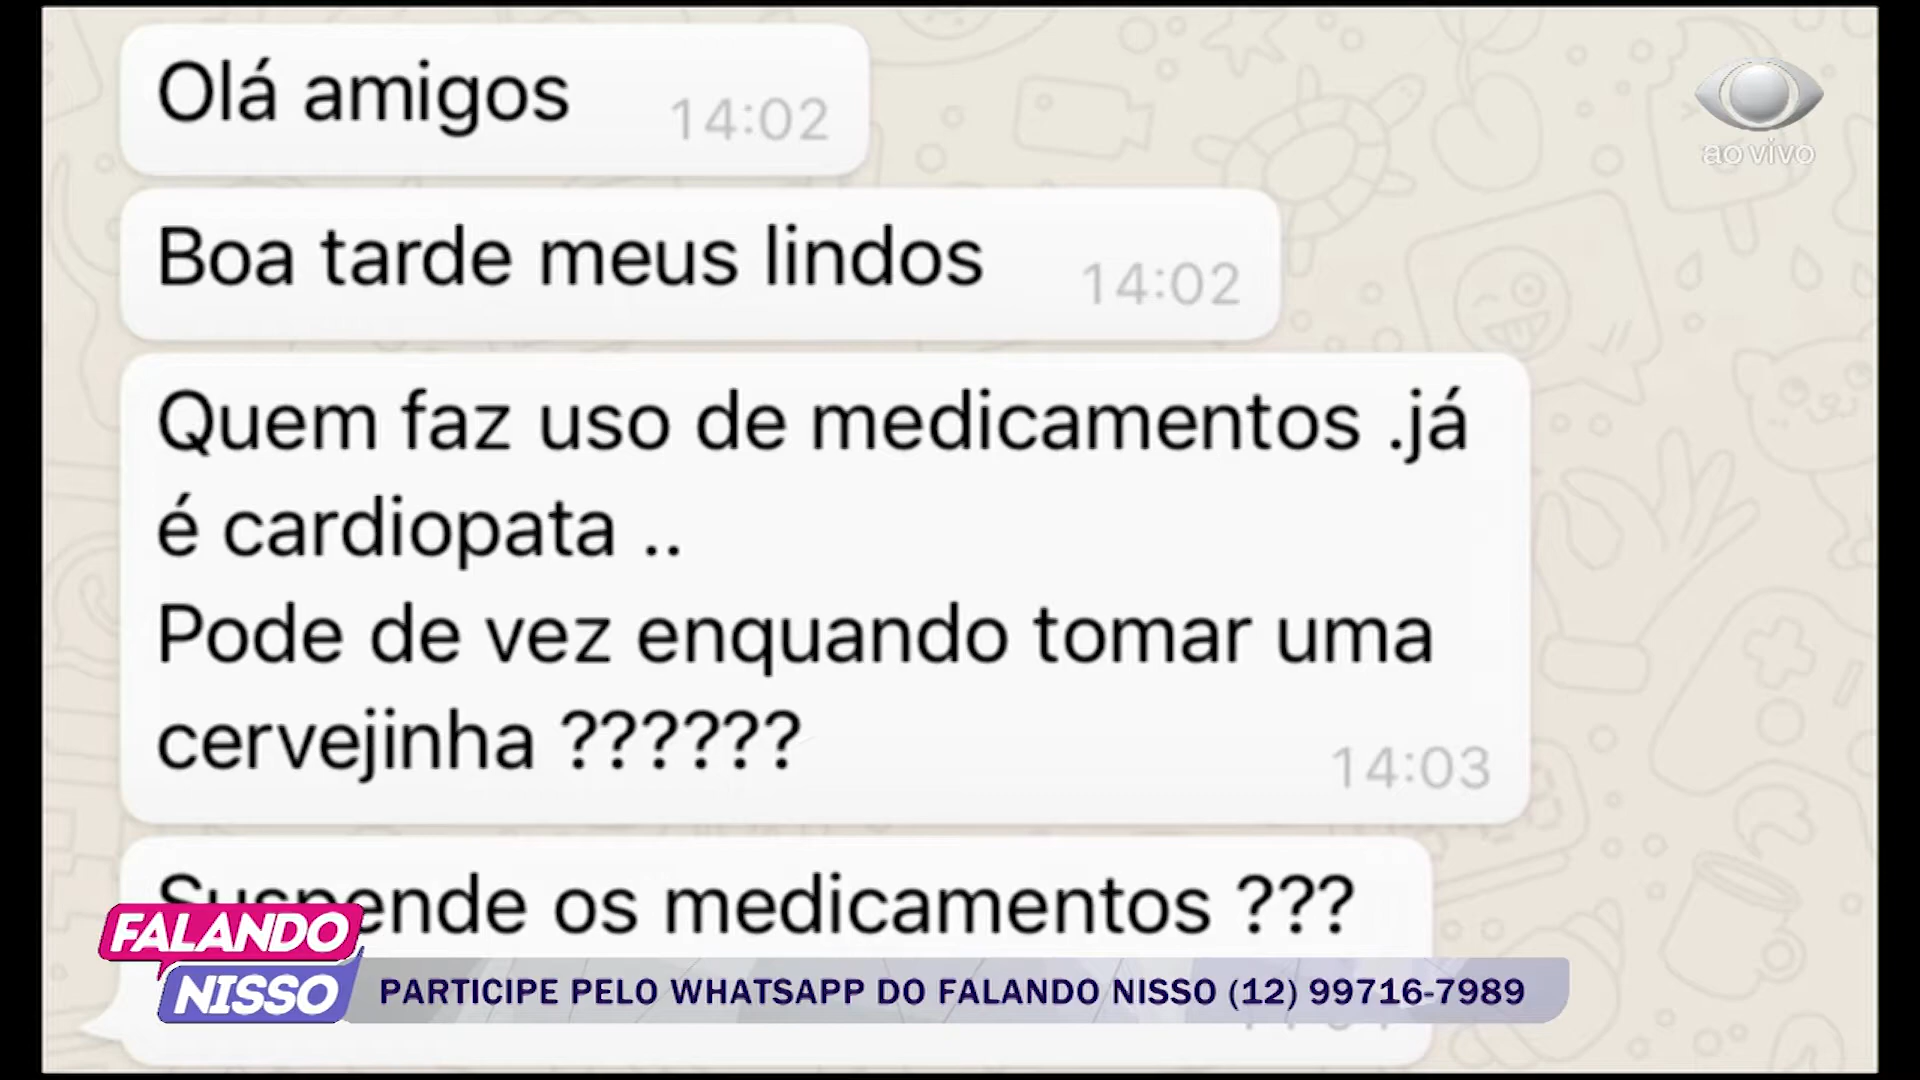 Olá amigos 14:02
ao vivo
Boa tarde meus lindos 14:02
Quem faz uso de medicamentos .já
é cardiopata ..
Pode de vez enquando tomar uma
cervejinha ?????? 14:03
Suspende os medicamentos ???
FALANDO
NISSO
PARTICIPE PELO WHATSAPP DO FALANDO NISSO (12) 99716-7989